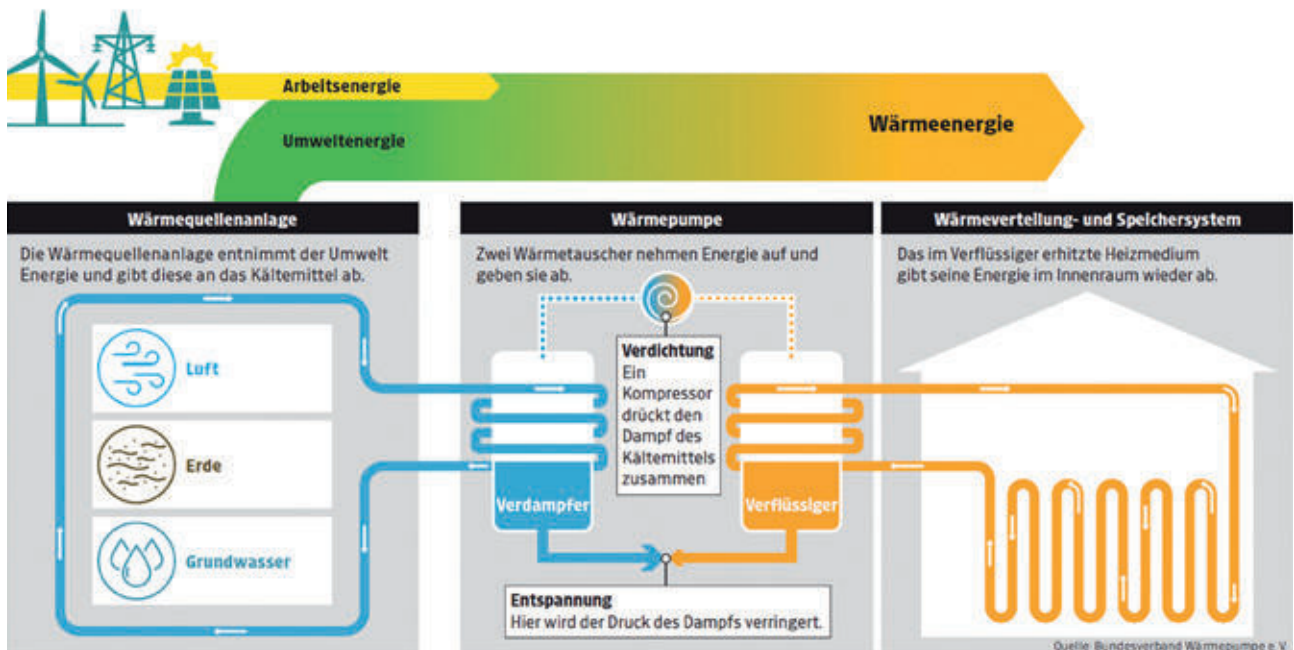 Arbeitsenergie
Umweltenergie
Wärmeenergie
Wärmequellenanlage
Die Wärmequellenanlage entnimmt der Umwelt
Energie und gibt diese an das Kältemittel ab.
Luft
Erde
Grundwasser
Wärmepumpe
Zwei Wärmetauscher nehmen Energie auf und
geben sie ab.
Verdichtung
Ein
Kompressor
drückt den
Dampf des
Kältemittels
zusammen
Verdampfer
Verflüssiger
Entspannung
Hier wird der Druck des Dampfs verringert.
Wärmeverteilung- und Speichersystem
Das im Verflüssiger erhitzte Heizmedium
gibt seine Energie im Innenraum wieder ab.
Quelle: Bundesverband Wärmepumpe e. V.